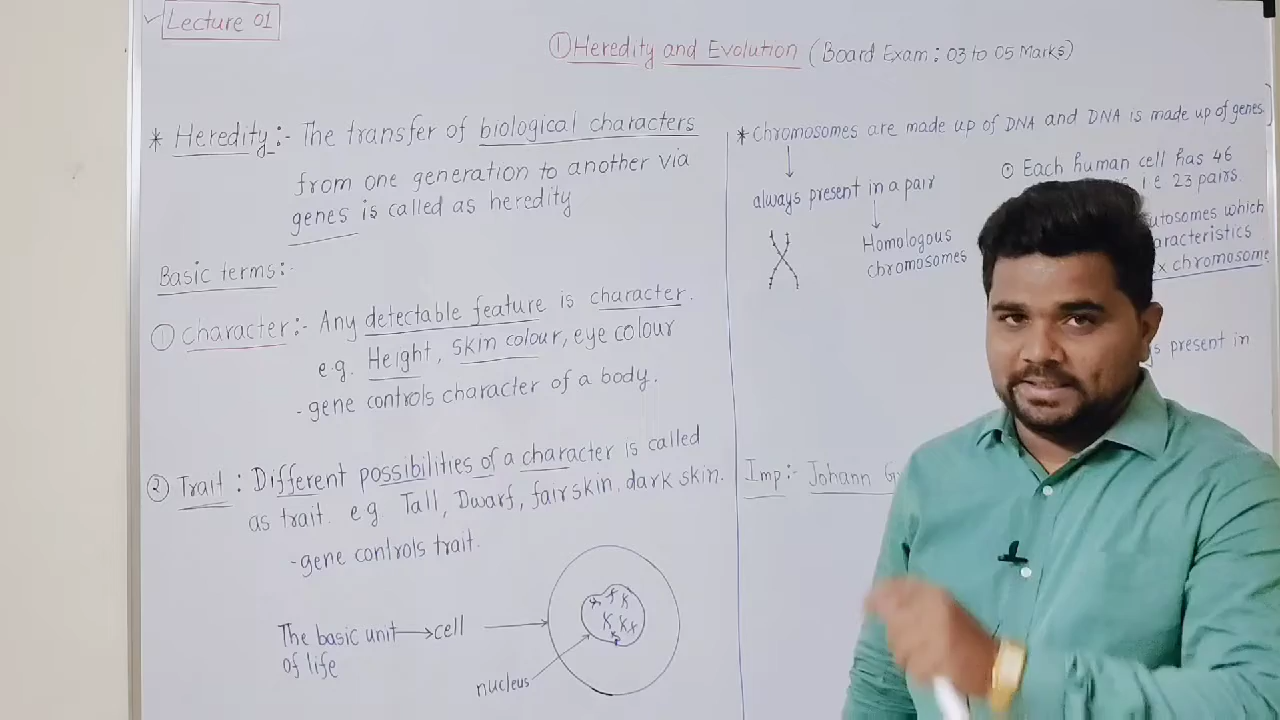 Lecture 01
① Heredity and Evolution (Board Exam : 03 to 05 Marks)
* Heredity :- The transfer of biological characters
from one generation to another via
genes is called as heredity
Basic terms:-
① Character:- Any detectable feature is character.
e.g. Height, skin colour, eye colour
- gene controls character of a body.
② Trait : Different possibilities of a character is called
as trait. e.g Tall, Dwarf, fair skin, dark skin.
- gene controls trait.
The basic unit → cell
of life
nucleus
* Chromosomes are made up of DNA and DNA is made up of genes
always present in a pair
Homologous
chromosomes
Each human cell has 46
i.e 23 pairs.
which
chromosome
present in
Imp:- Johann